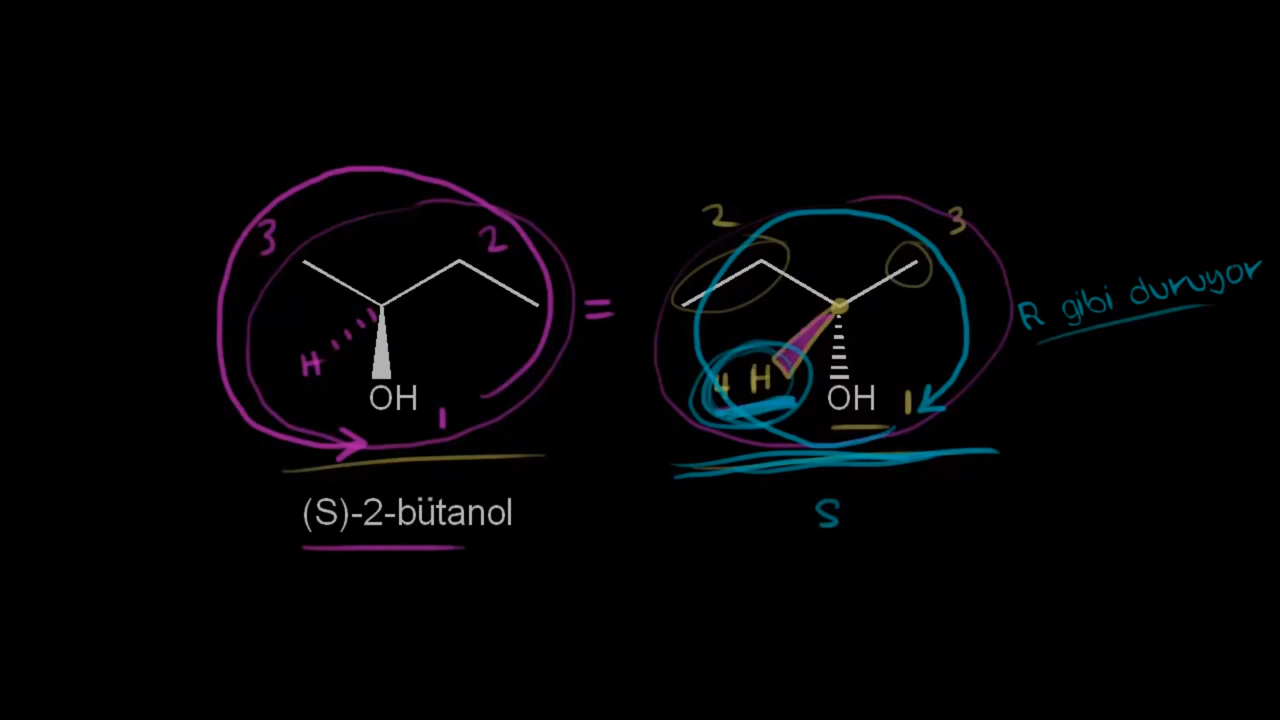 3
2
H
OH
1
(S)-2-bütanol
=
2
3
4 H
OH
1
S
R gibi duruyor